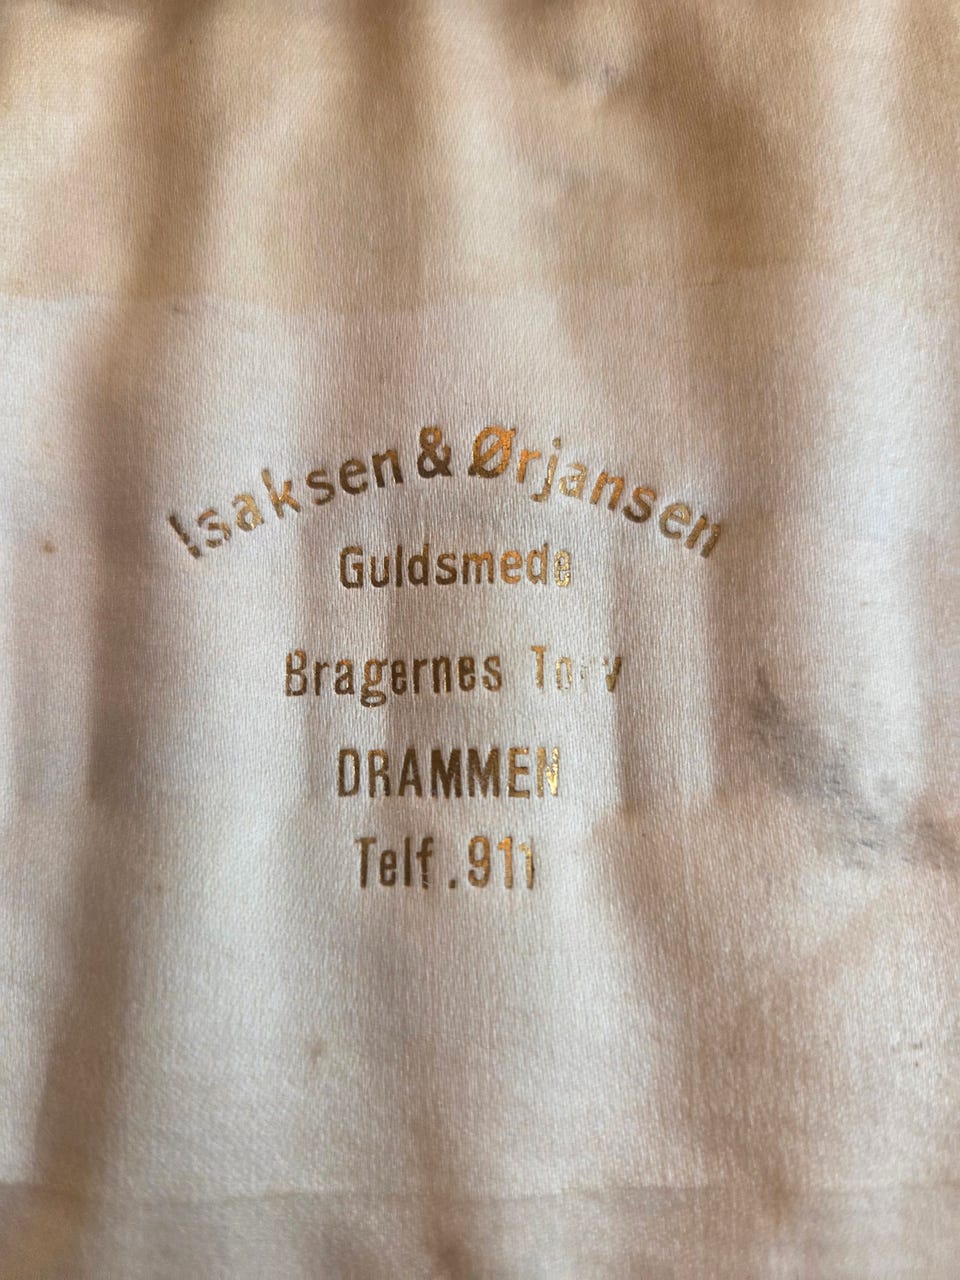 Isaksen & Ørjansen
Guldsmede
Bragernes Torv
DRAMMEN
Telf. 911